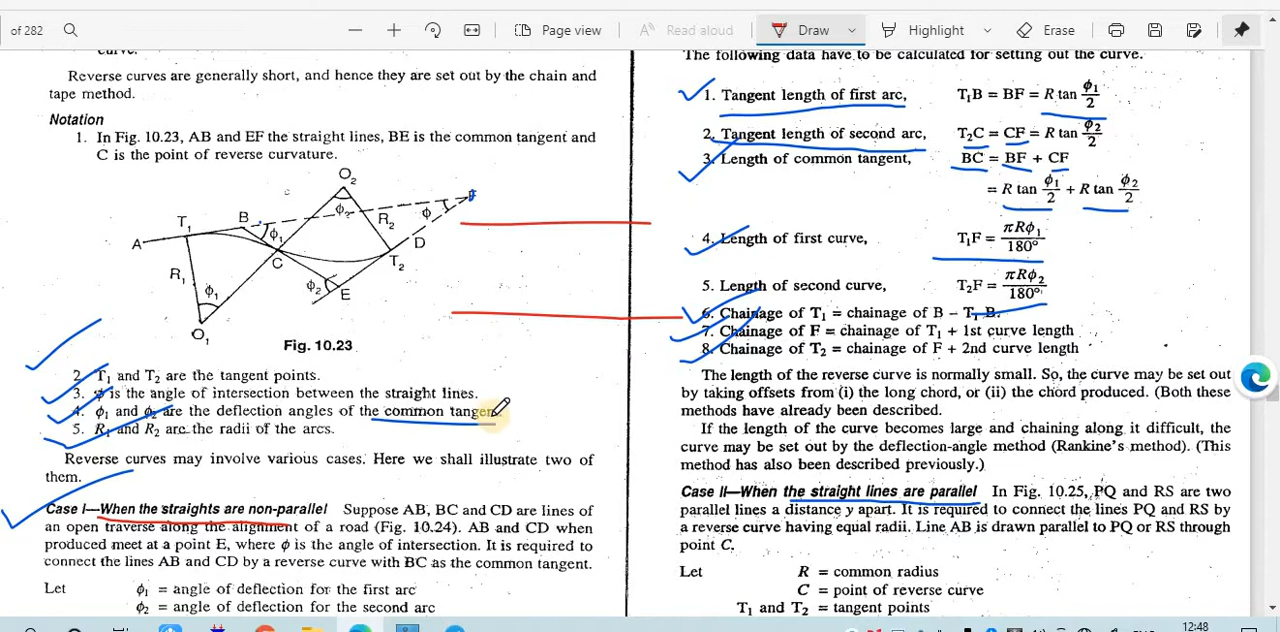 of 282
Page view
Read aloud
Draw
Highlight
Erase
curve.
Reverse curves are generally short, and hence they are set out by the chain and
tape method.
Notation
1. In Fig. 10.23, AB and EF the straight lines, BE is the common tangent and
C is the point of reverse curvature.
O₂
T₁
B
ϕ₂
R₂
ϕ
A
ϕ₁
D
C
T₂
R₁
ϕ₁
ϕ₂
E
O₁
Fig. 10.23
2. T₁ and T₂ are the tangent points.
3. ϕ is the angle of intersection between the straight lines.
4. ϕ₁ and ϕ₂ are the deflection angles of the common tangent
5. R₁ and R₂ are the radii of the arcs.
Reverse curves may involve various cases. Here we shall illustrate two of
them.
Case I—When the straights are non-parallel Suppose AB, BC and CD are lines of
an open traverse along the alignment of a road (Fig. 10.24). AB and CD when
produced meet at a point E, where ϕ is the angle of intersection. It is required to
connect the lines AB and CD by a reverse curve with BC as the common tangent.
Let ϕ₁ = angle of deflection for the first arc
ϕ₂ = angle of deflection for the second arc
The following data have to be calculated for setting out the curve.
1. Tangent length of first arc, T₁B = BF = R tan ϕ₁/2
2. Tangent length of second arc, T₂C = CF = R tan ϕ₂/2
3. Length of common tangent, BC = BF + CF
= R tan ϕ₁/2 + R tan ϕ₂/2
4. Length of first curve, T₁F = πRϕ₁/180°
5. Length of second curve, T₂F = πRϕ₂/180°
6. Chainage of T₁ = chainage of B − T₁B.
7. Chainage of F = chainage of T₁ + 1st curve length
8. Chainage of T₂ = chainage of F + 2nd curve length
The length of the reverse curve is normally small. So, the curve may be set out
by taking offsets from (i) the long chord, or (ii) the chord produced. (Both these
methods have already been described.)
If the length of the curve becomes large and chaining along it difficult, the
curve may be set out by the deflection-angle method (Rankine's method). (This
method has also been described previously.)
Case II—When the straight lines are parallel In Fig. 10.25, PQ and RS are two
parallel lines a distance y apart. It is required to connect the lines PQ and RS by
a reverse curve having equal radii. Line AB is drawn parallel to PQ or RS through
point C.
Let R = common radius
C = point of reverse curve
T₁ and T₂ = tangent points
12:48